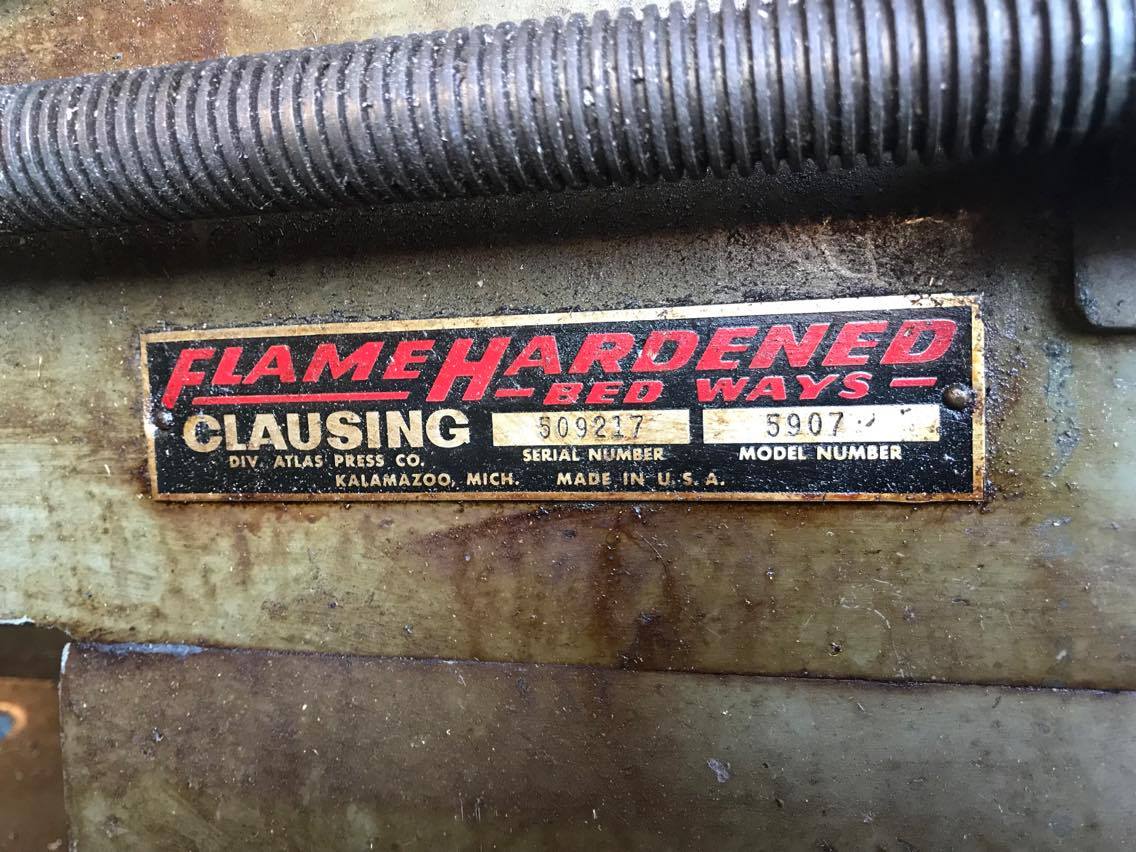 FLAME HARDENED
BED WAYS
CLAUSING 509217 5907
DIV. ATLAS PRESS CO. SERIAL NUMBER MODEL NUMBER
KALAMAZOO, MICH. MADE IN U.S.A.